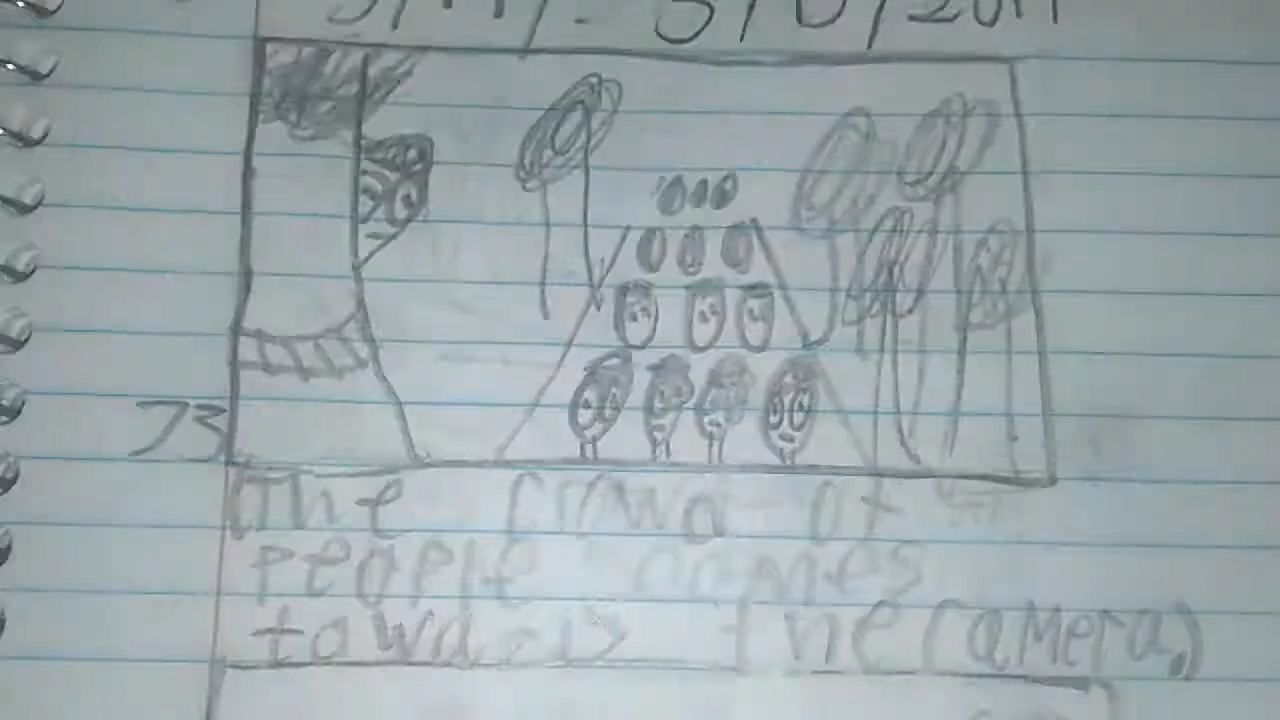 73
(The crowd of
people comes
towards the camera.)